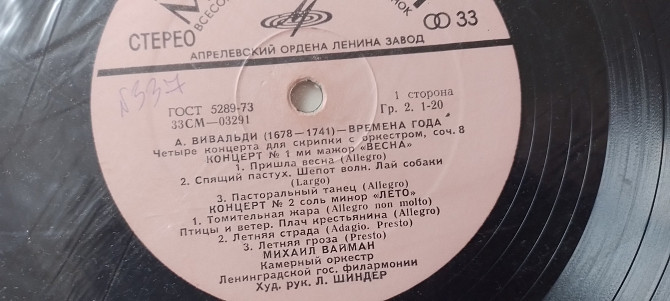 СТЕРЕО
33
АПРЕЛЕВСКИЙ ОРДЕНА ЛЕНИНА ЗАВОД
ГОСТ 5289-73
33СМ—03291
1 сторона
Гр. 2. 1-20
А. ВИВАЛЬДИ (1678—1741)—ВРЕМЕНА ГОДА
Четыре концерта для скрипки с оркестром, соч. 8
КОНЦЕРТ № 1 ми мажор «ВЕСНА»
1. Пришла весна (Allegro)
2. Спящий пастух. Шепот волн. Лай собаки
(Largo)
3. Пасторальный танец (Allegro)
КОНЦЕРТ № 2 соль минор «ЛЕТО»
1. Томительная жара (Allegro non molto)
Птицы и ветер. Плач крестьянина (Allegro)
2. Летняя страда (Adagio. Presto)
3. Летняя гроза (Presto)
МИХАИЛ ВАЙМАН
Камерный оркестр
Ленинградской гос. филармонии
Худ. рук. Л. ШИНДЕР